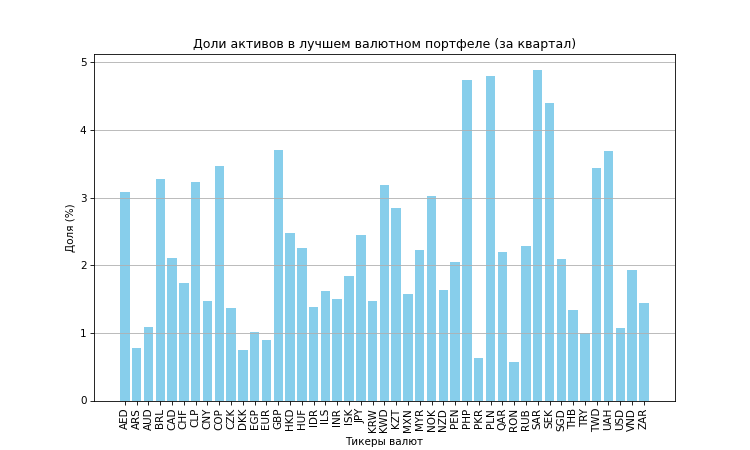 Доли активов в лучшем валютном портфеле (за квартал)
Доля (%)
5
4
3
2
1
0
AED ARS AUD BRL CAD CHF CLP CNY COP CZK DKK EGP EUR GBP HKD HUF IDR ILS INR ISK JPY KRW KWD KZT MXN MYR NOK NZD PEN PHP PKR PLN QAR RON RUB SAR SEK SGD THB TRY TWD UAH USD VND ZAR
Тикеры валют